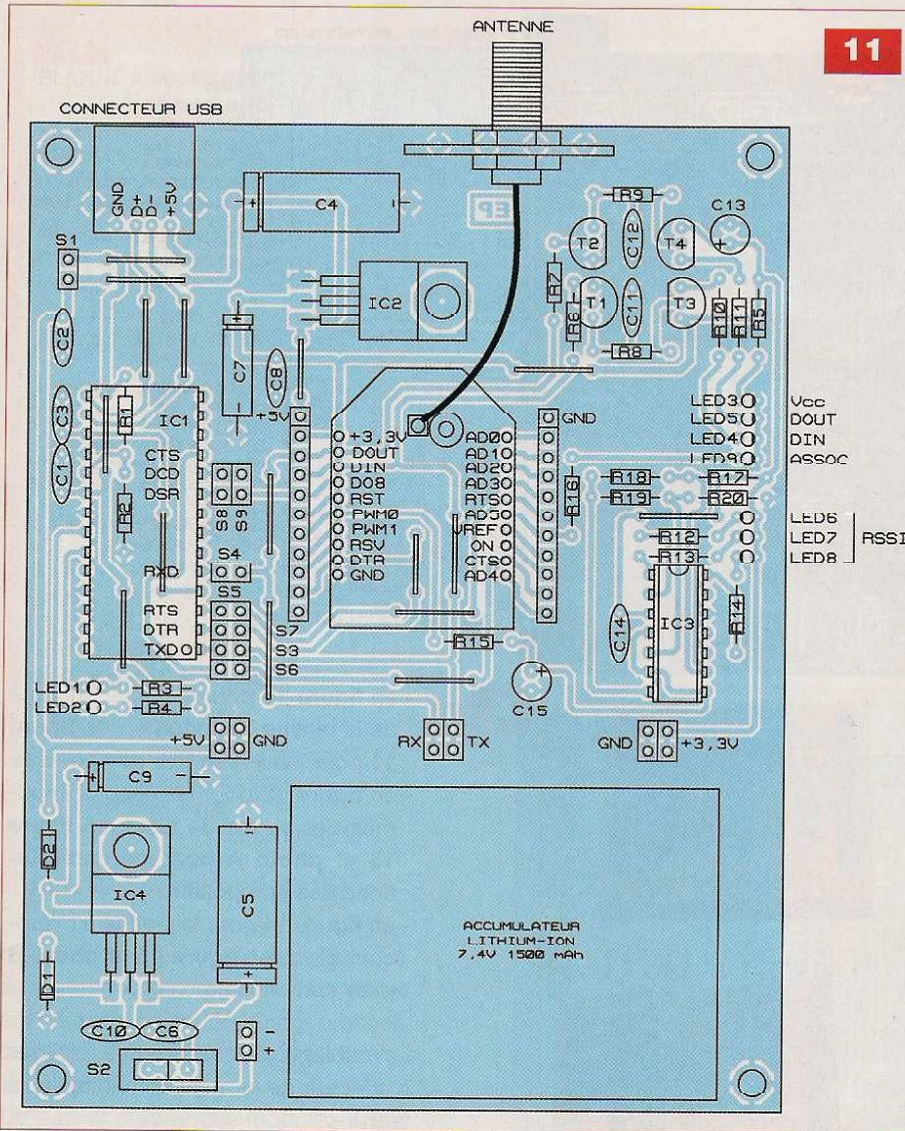 ANTENNE
11
CONNECTEUR USB
GND
D+
D-
+5V
S1
C4
EP
R9
C13
T2
C12
T4
R7
IC2
R6
T1
C11
T3
R10
R11
R5
C2
C7
C8
R8
+5V
GND
LED3 Vcc
LED5 DOUT
LED4 DIN
LED9 ASSOC
C3
R1
IC1
C1
CTS
DCD
DSR
R2
S8
S9
+3,3V AD0
DOUT AD1
DIN AD2
DO8 AD3
RST RTS
PWM0 AD5
PWM1 VREF
RSV ON
DTR CTS
GND AD4
R16
R18
R17
R19
R20
LED6
LED7 RSSI
LED8
R12
R13
S4
RXD
S5
RTS
DTR S7
TXD S3
S6
R15
C14
IC3
R14
LED1 R3
LED2 R4
C15
+5V GND
RX TX
GND +3,3V
C9
D2
IC4
C5
ACCUMULATEUR
LITHIUM-ION
7,4V 1500 mAh
D1
C10
C6
-
+
S2